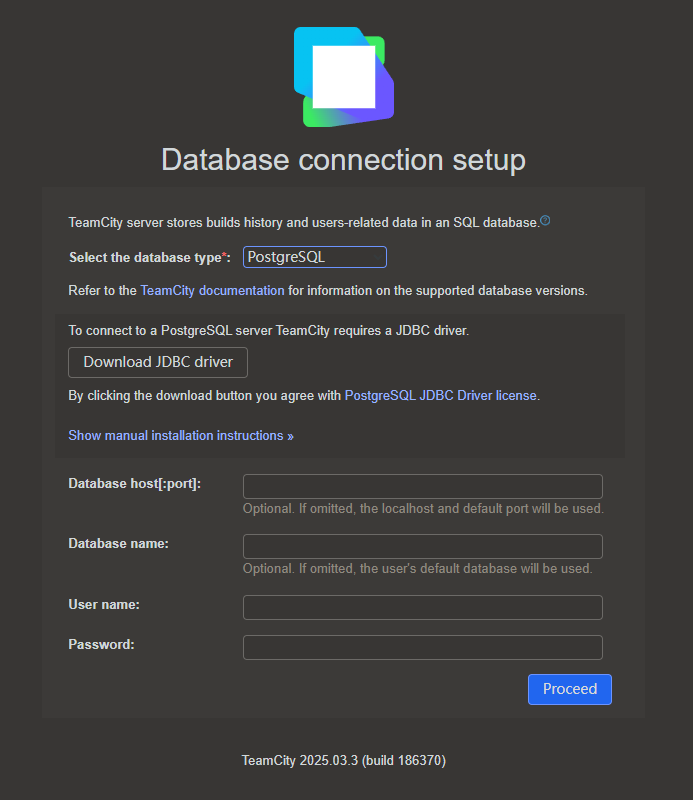 Database connection setup
TeamCity server stores builds history and users-related data in an SQL database.?
Select the database type*: PostgreSQL
Refer to the TeamCity documentation for information on the supported database versions.
To connect to a PostgreSQL server TeamCity requires a JDBC driver.
Download JDBC driver
By clicking the download button you agree with PostgreSQL JDBC Driver license.
Show manual installation instructions »
Database host[:port]:
Optional. If omitted, the localhost and default port will be used.
Database name:
Optional. If omitted, the user's default database will be used.
User name:
Password:
Proceed
TeamCity 2025.03.3 (build 186370)